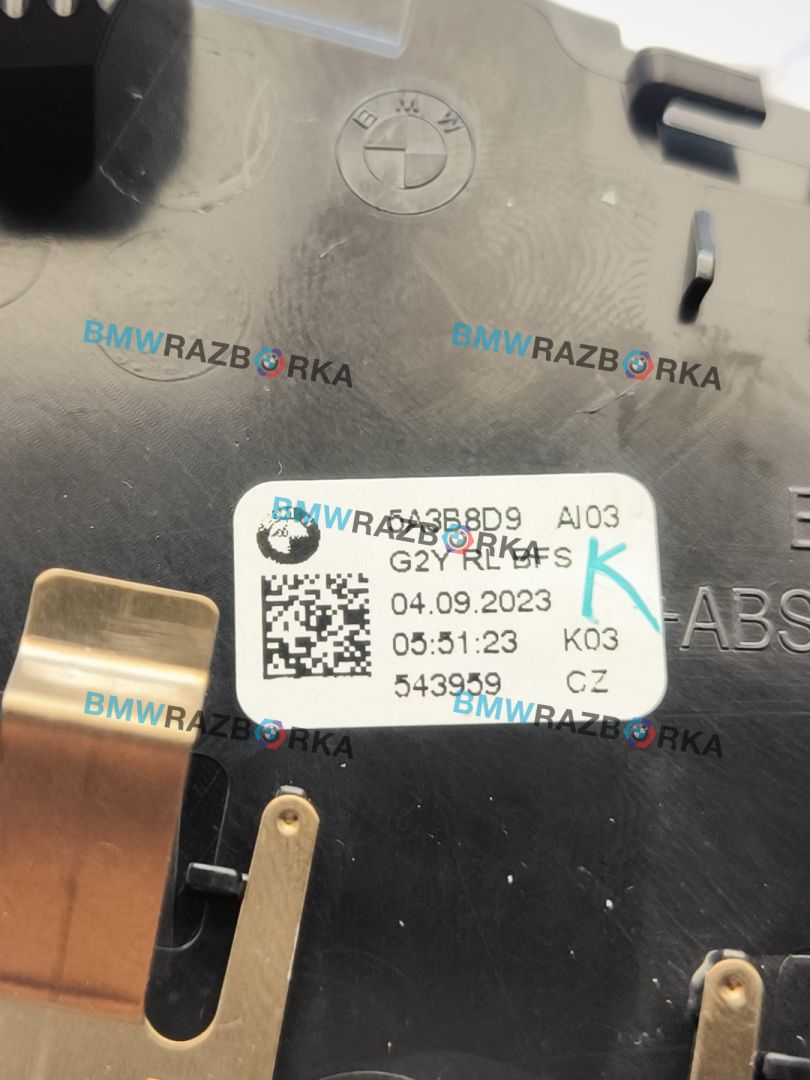 BMW
BMWRAZBORKA
BMWRAZBORKA
BMWRAZBORKA
5A3B8D9 AI03
G2Y RL BFS K
04.09.2023
-ABS
05:51:23 K03
543959 CZ
BMWRAZBORKA
BMWRAZBORKA